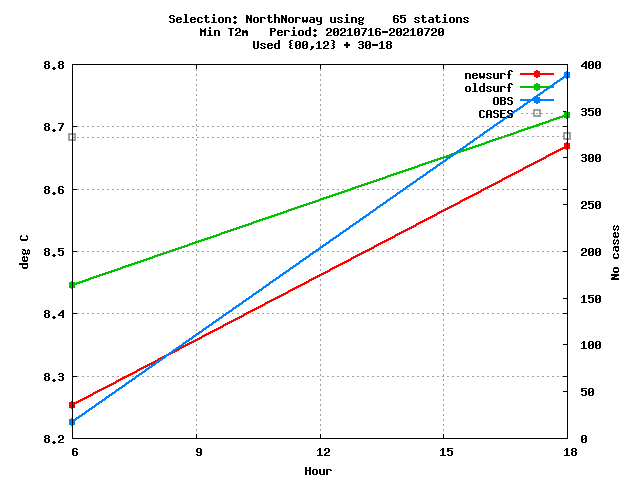 Selection: NorthNorway using    65 stations
Min T2m   Period: 20210716-20210720
Used {00,12} + 30-18
newsurf
oldsurf
OBS
CASES
deg C
8.8
8.7
8.6
8.5
8.4
8.3
8.2
400
350
300
250
200
150
100
50
0
No cases
6 9 12 15 18
Hour